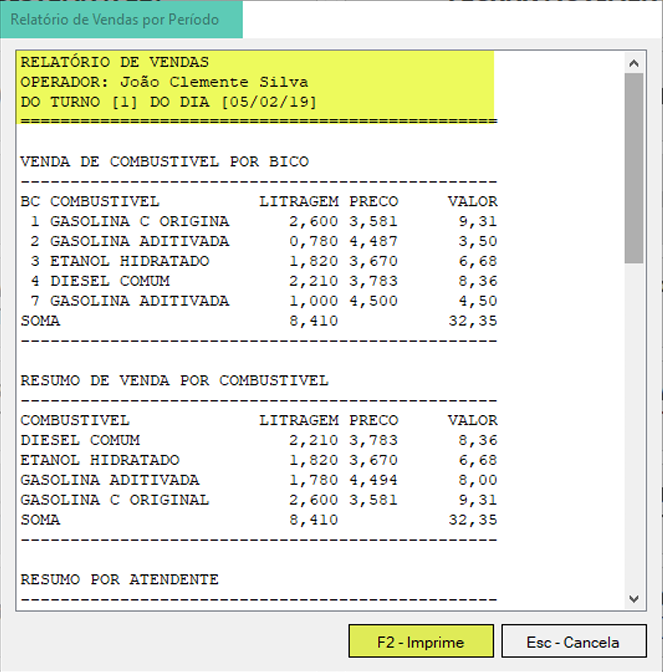 Relatório de Vendas por Período
RELATÓRIO DE VENDAS
OPERADOR: João Clemente Silva
DO TURNO [1] DO DIA [05/02/19]
================================================
VENDA DE COMBUSTIVEL POR BICO
------------------------------------------------
BC COMBUSTIVEL LITRAGEM PRECO VALOR
1 GASOLINA C ORIGINA 2,600 3,581 9,31
2 GASOLINA ADITIVADA 0,780 4,487 3,50
3 ETANOL HIDRATADO 1,820 3,670 6,68
4 DIESEL COMUM 2,210 3,783 8,36
7 GASOLINA ADITIVADA 1,000 4,500 4,50
SOMA 8,410 32,35
------------------------------------------------
RESUMO DE VENDA POR COMBUSTIVEL
------------------------------------------------
COMBUSTIVEL LITRAGEM PRECO VALOR
DIESEL COMUM 2,210 3,783 8,36
ETANOL HIDRATADO 1,820 3,670 6,68
GASOLINA ADITIVADA 1,780 4,494 8,00
GASOLINA C ORIGINAL 2,600 3,581 9,31
SOMA 8,410 32,35
------------------------------------------------
RESUMO POR ATENDENTE
------------------------------------------------
F2 - Imprime Esc - Cancela